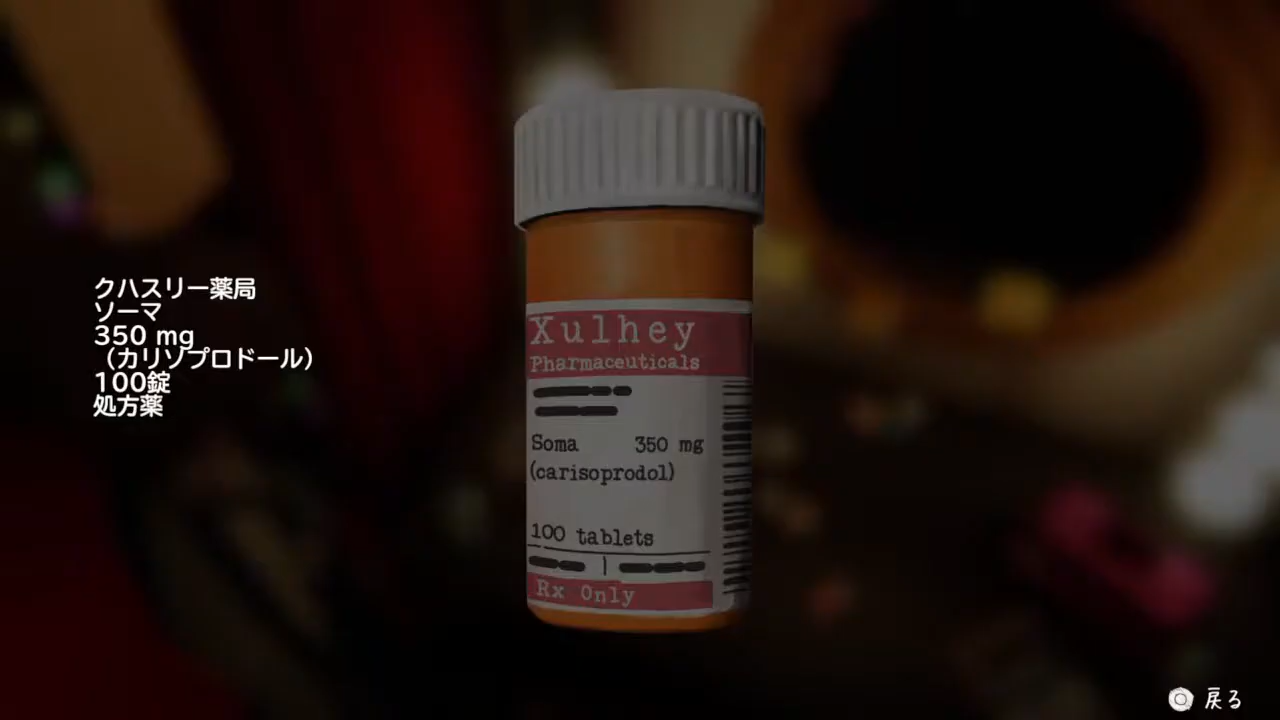 クハスリー薬局
ソーマ
350 mg
（カリソプロドール）
100錠
処方薬
Xulhey
Pharmaceuticals
Soma 350 mg
(carisoprodol)
100 tablets
Rx Only
戻る